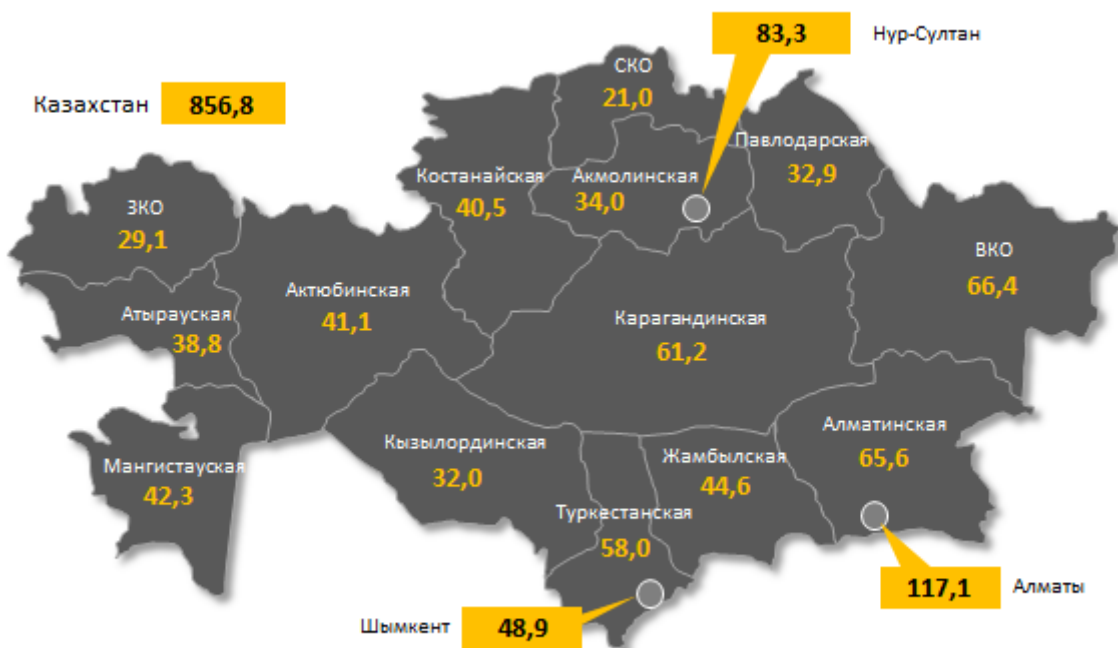 83,3 Нур-Султан
Казахстан 856,8
СКО
21,0
Павлодарская
32,9
Костанайская
40,5
Акмолинская
34,0
ЗКО
29,1
ВКО
66,4
Актюбинская
41,1
Атырауская
38,8
Карагандинская
61,2
Алматинская
65,6
Кызылординская
32,0
Жамбылская
44,6
Мангистауская
42,3
Туркестанская
58,0
117,1 Алматы
Шымкент 48,9